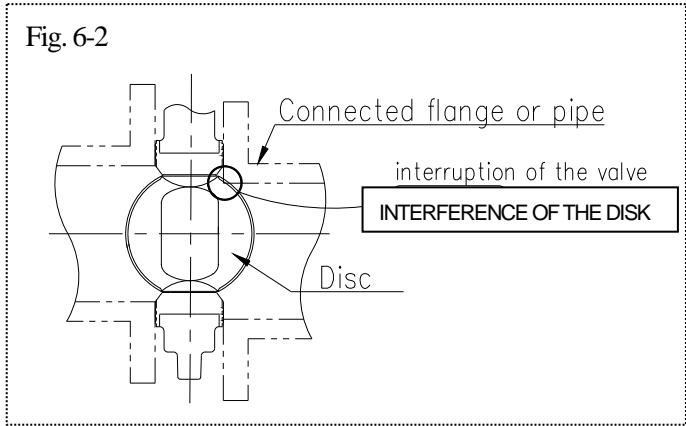 Fig. 6-2
Connected flange or pipe
interruption of the valve
INTERFERENCE OF THE DISK
Disc